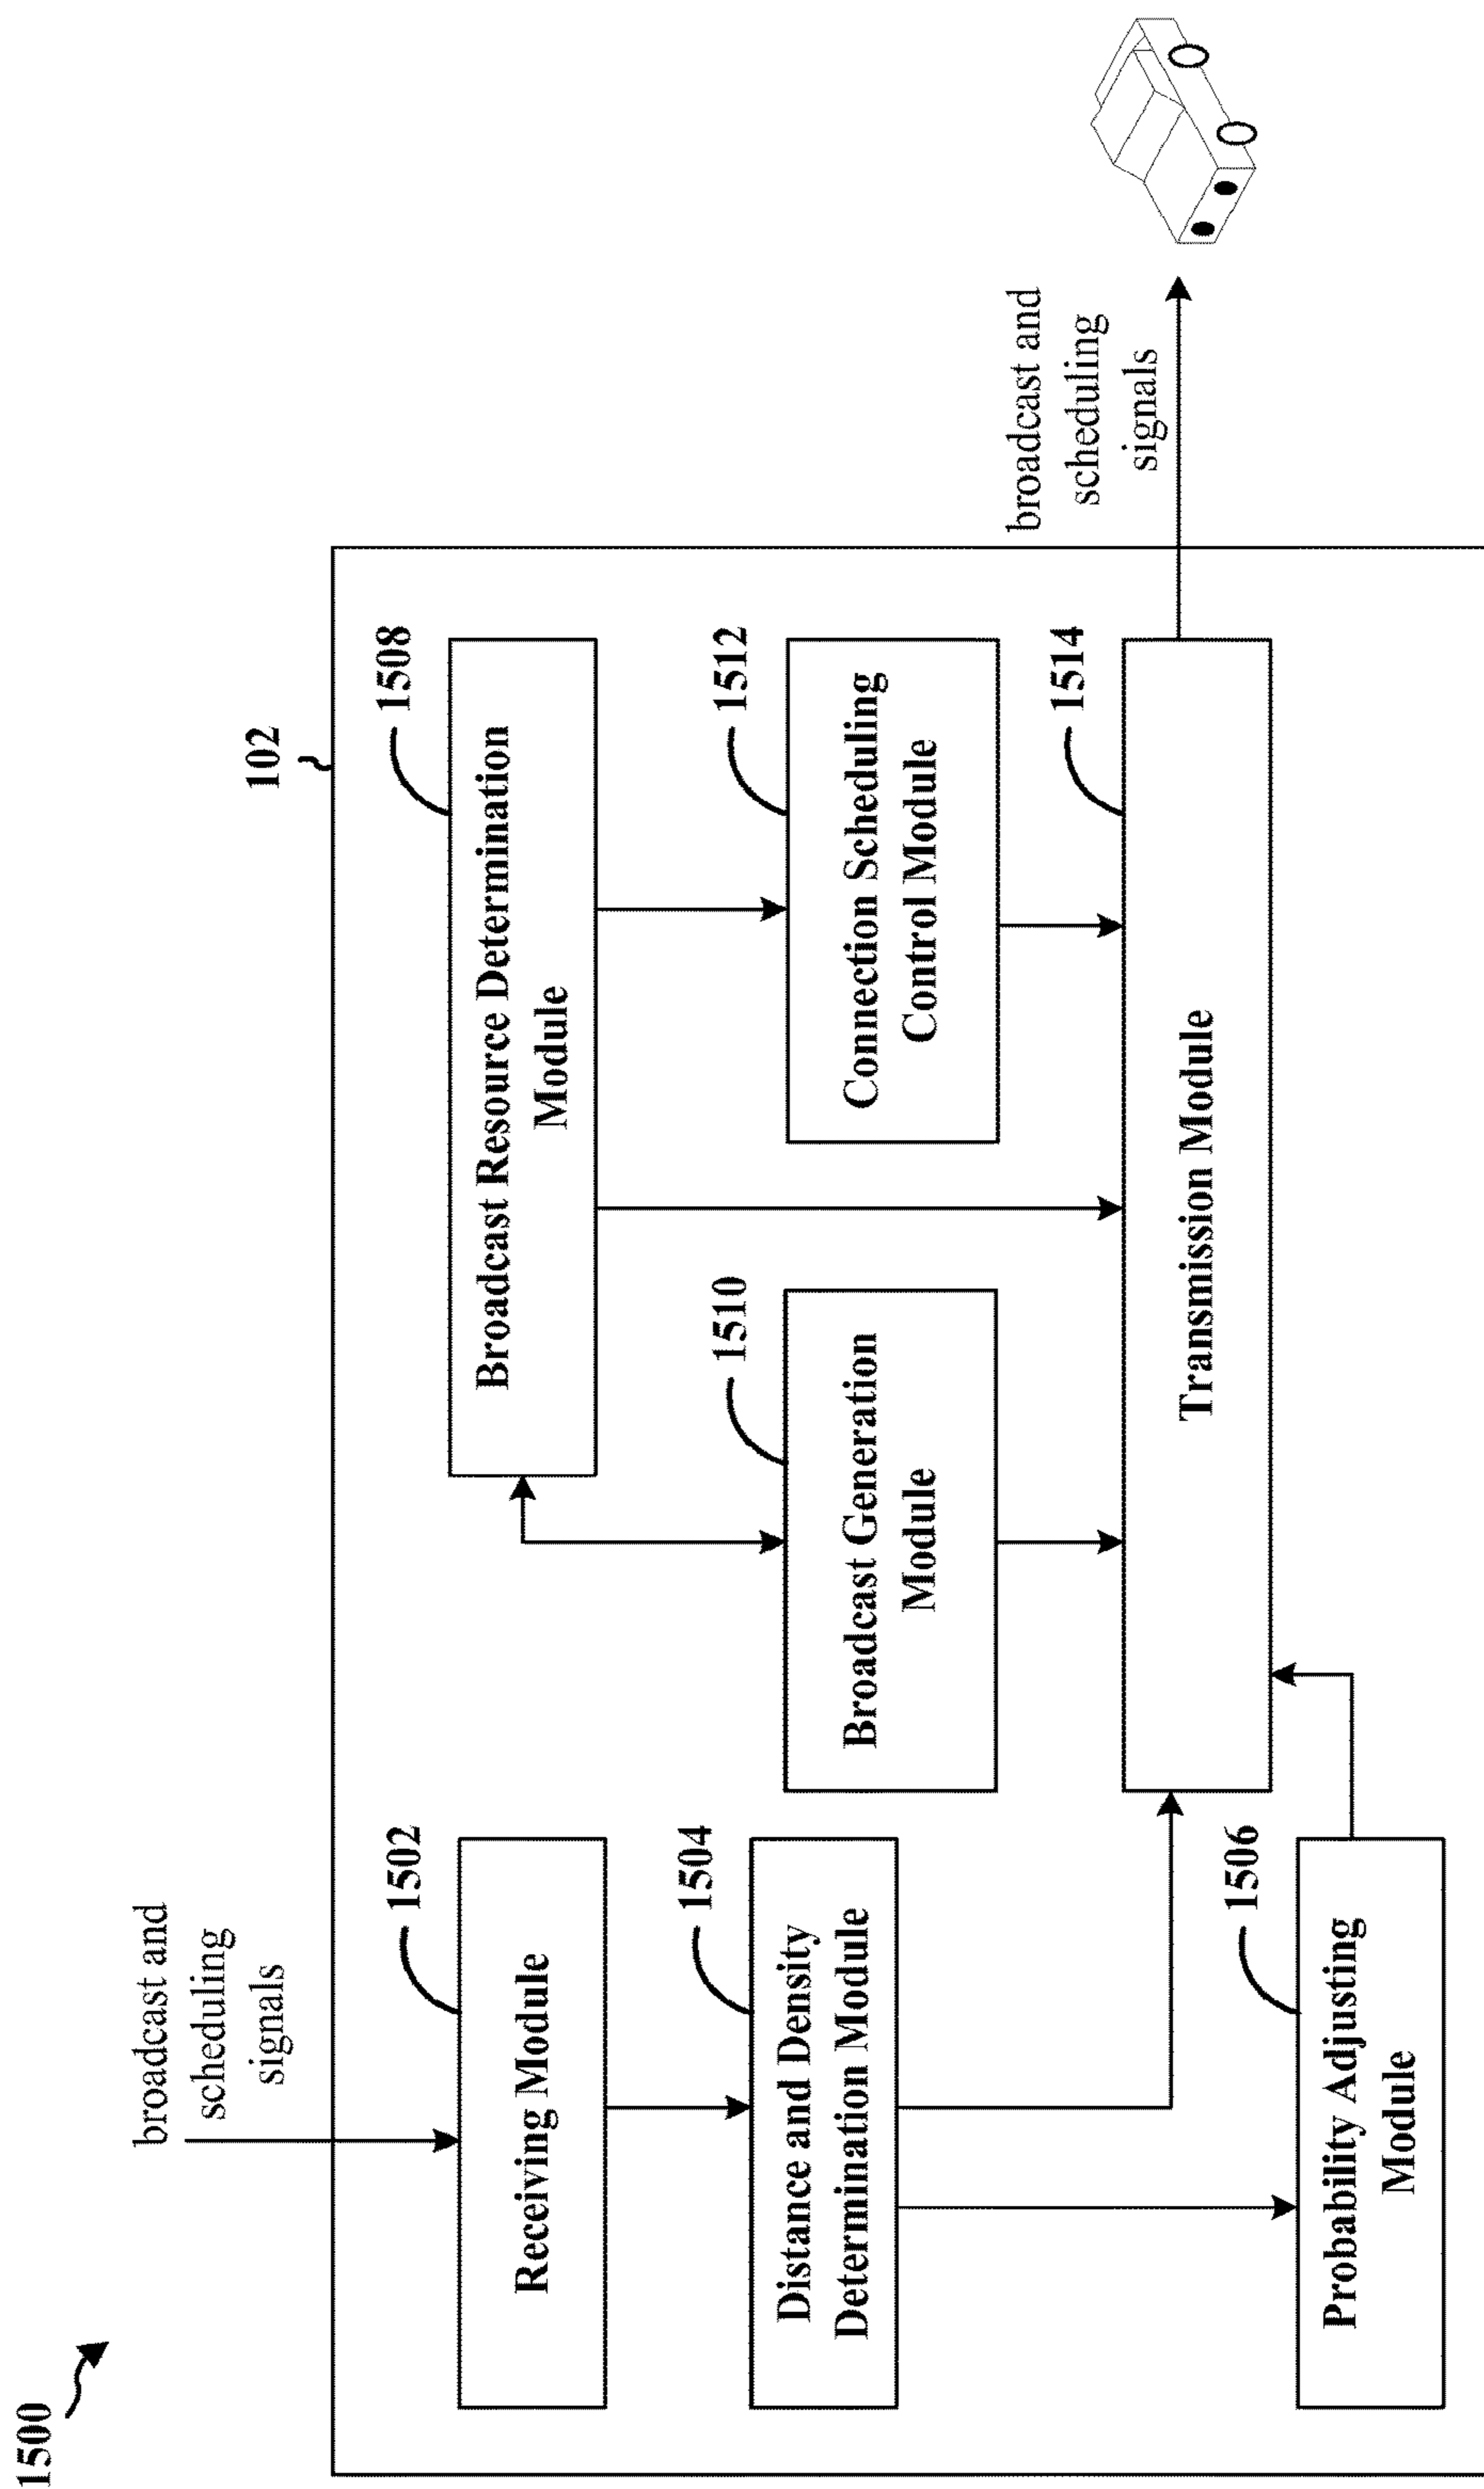 1500
broadcast and
scheduling
signals
102
1502
Receiving Module
1504
Distance and Density
Determination Module
1506
Probability Adjusting
Module
1508
Broadcast Resource Determination
Module
1510
Broadcast Generation
Module
1512
Connection Scheduling
Control Module
1514
Transmission Module
broadcast and
scheduling
signals